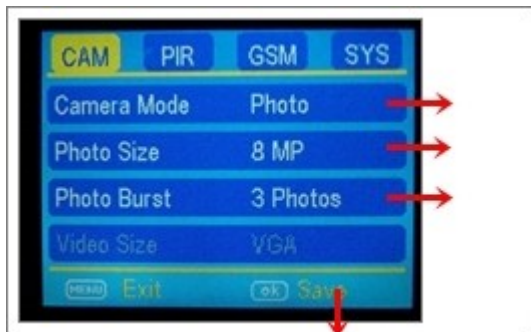 CAM PIR GSM SYS
Camera Mode Photo
Photo Size 8 MP
Photo Burst 3 Photos
Video Size VGA
MENU Exit ok Save